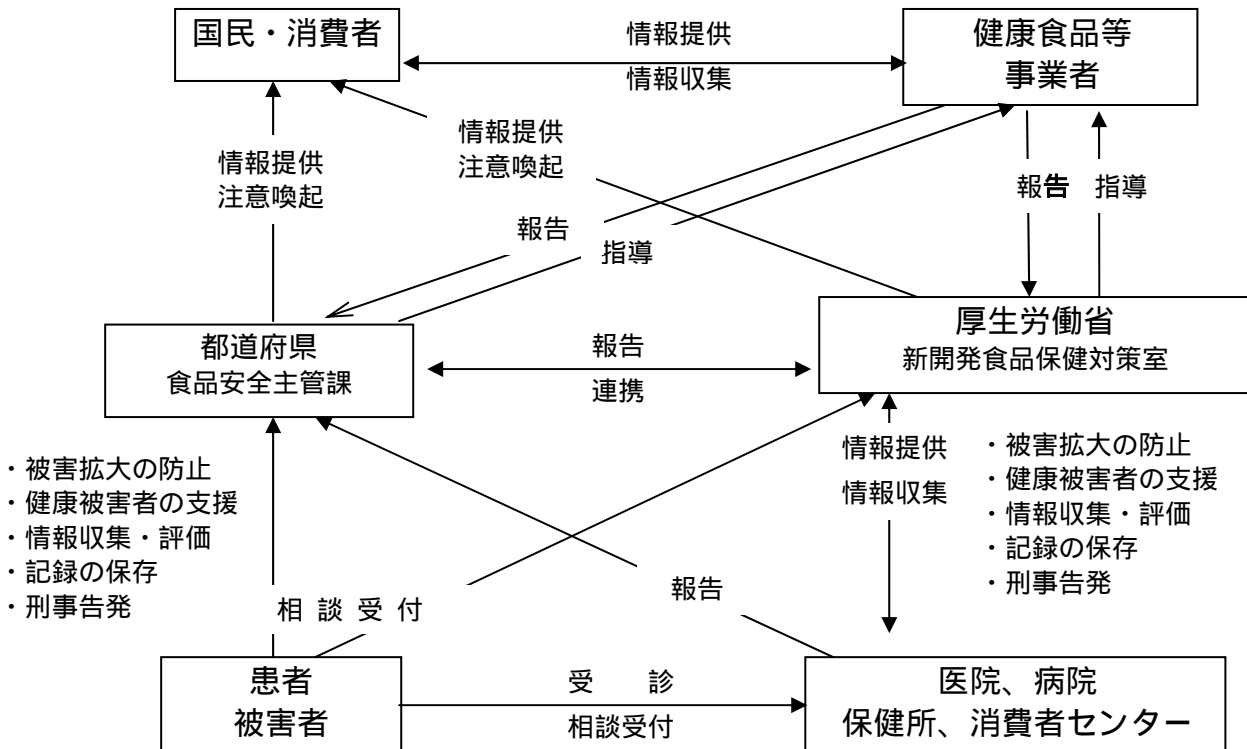 国民・消費者
情報提供
情報収集
健康食品等
事業者
情報提供
注意喚起
情報提供
注意喚起
報告
指導
報告 指導
都道府県
食品安全主管課
報告
連携
厚生労働省
新開発食品保健対策室
・被害拡大の防止
・健康被害者の支援
・情報収集・評価
・記録の保存
・刑事告発
情報提供
情報収集
・被害拡大の防止
・健康被害者の支援
・情報収集・評価
・記録の保存
・刑事告発
相 談 受 付
報告
患者
被害者
受 診
相談受付
医院、病院
保健所、消費者センター